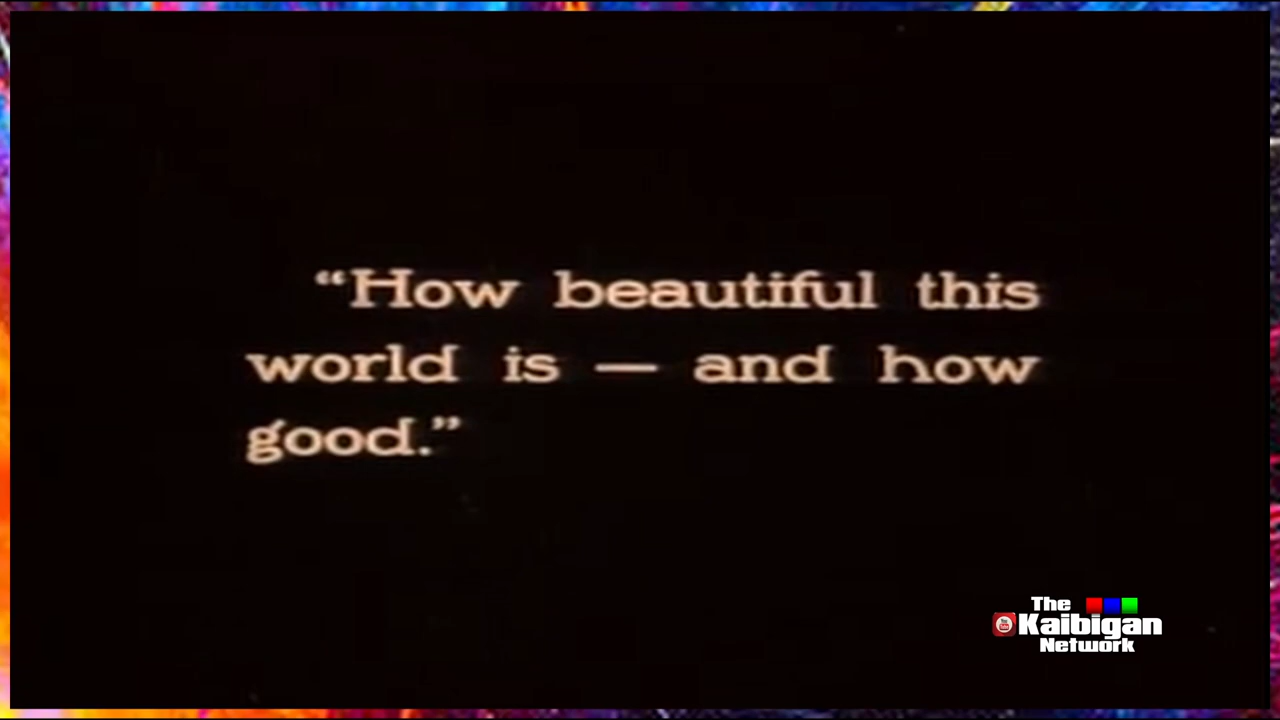 “How beautiful this
world is — and how
good.”
The
Kaibigan
Network